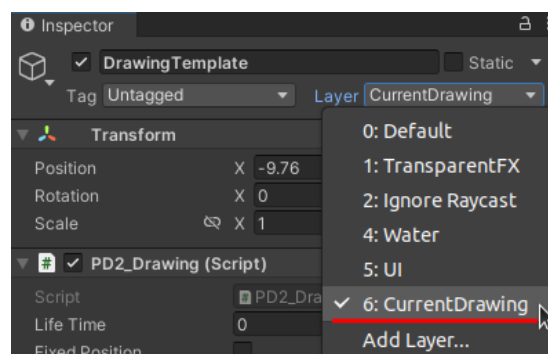 Inspector
DrawingTemplate
Static
Tag Untagged
Layer CurrentDrawing
Transform
Position X -9.76
Rotation X 0
Scale X 1
PD2_Drawing (Script)
Script PD2_Dra
Life Time 0
Fixed Position
0: Default
1: TransparentFX
2: Ignore Raycast
4: Water
5: UI
6: CurrentDrawing
Add Layer...